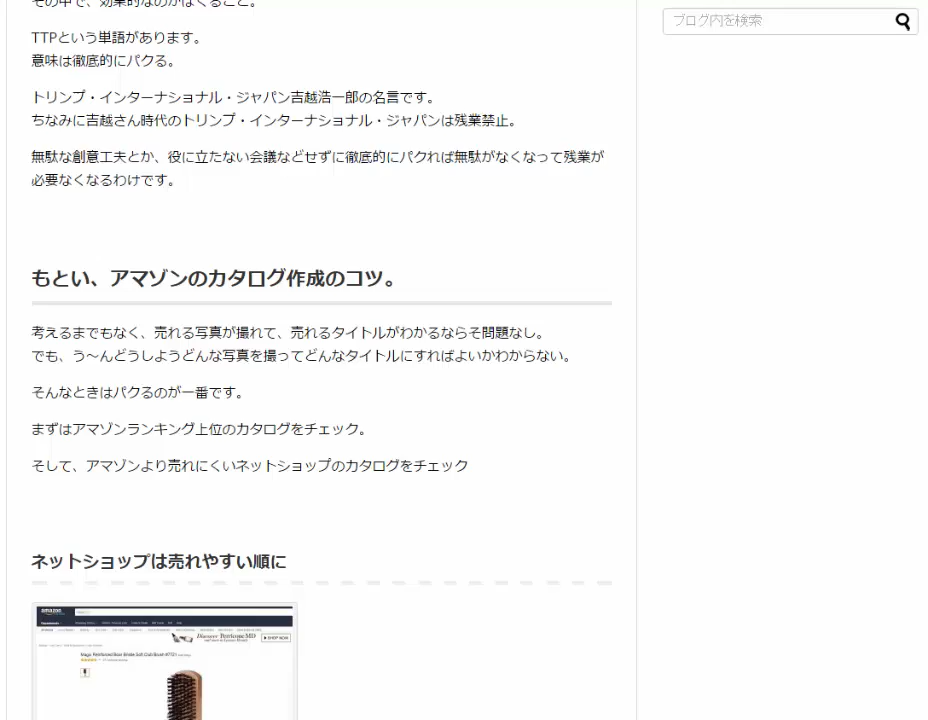 その中で、効果的なのがぱくること。
ブログ内を検索
TTPという単語があります。
意味は徹底的にパクる。
トリンプ・インターナショナル・ジャパン吉越浩一郎の名言です。
ちなみに吉越さん時代のトリンプ・インターナショナル・ジャパンは残業禁止。
無駄な創意工夫とか、役に立たない会議などせずに徹底的にパクれば無駄がなくなって残業が
必要なくなるわけです。
もとい、アマゾンのカタログ作成のコツ。
考えるまでもなく、売れる写真が撮れて、売れるタイトルがわかるならそ問題なし。
でも、う〜んどうしようどんな写真を撮ってどんなタイトルにすればよいかわからない。
そんなときはパクるのが一番です。
まずはアマゾンランキング上位のカタログをチェック。
そして、アマゾンより売れにくいネットショップのカタログをチェック
ネットショップは売れやすい順に
amazon
Discover Perricone MD
SHOP NOW